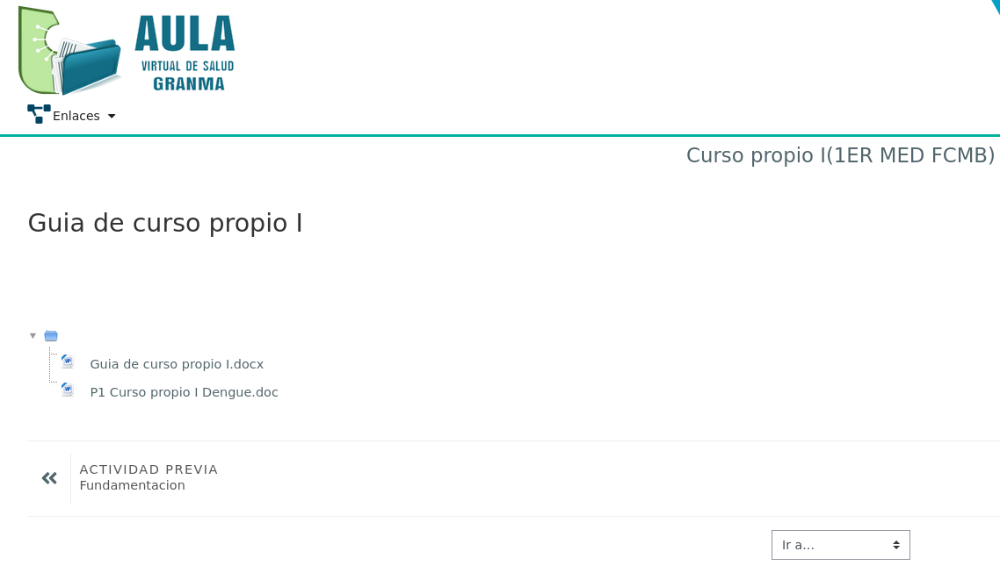 AULA
VIRTUAL DE SALUD
GRANMA
Enlaces
Curso propio I(1ER MED FCMB)
Guia de curso propio I
Guia de curso propio I.docx
P1 Curso propio I Dengue.doc
ACTIVIDAD PREVIA
Fundamentacion
Ir a...